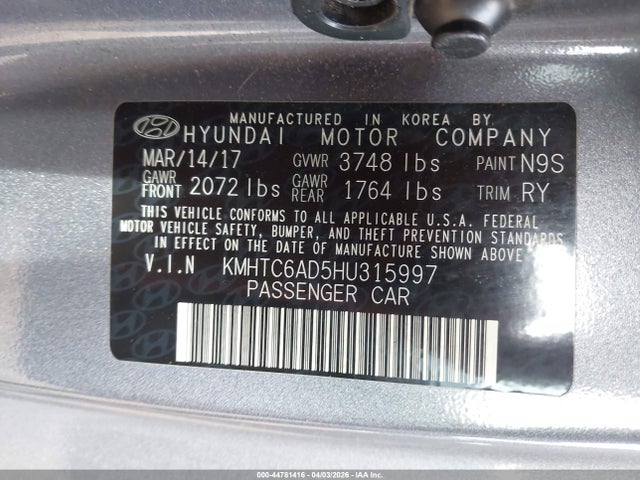 MANUFACTURED IN KOREA BY.
HYUNDAI MOTOR COMPANY
MAR/14/17 GVWR 3748 lbs PAINT N9S
GAWR FRONT 2072 lbs GAWR REAR 1764 lbs TRIM RY
THIS VEHICLE CONFORMS TO ALL APPLICABLE U.S.A. FEDERAL
MOTOR VEHICLE SAFETY, BUMPER, AND THEFT PREVENTION STANDARDS
IN EFFECT ON THE DATE OF MANUFACTURE SHOWN ABOVE.
V.I.N KMHTC6AD5HU315997
PASSENGER CAR
000-44781416 - 04/03/2026 - IAAI.COM